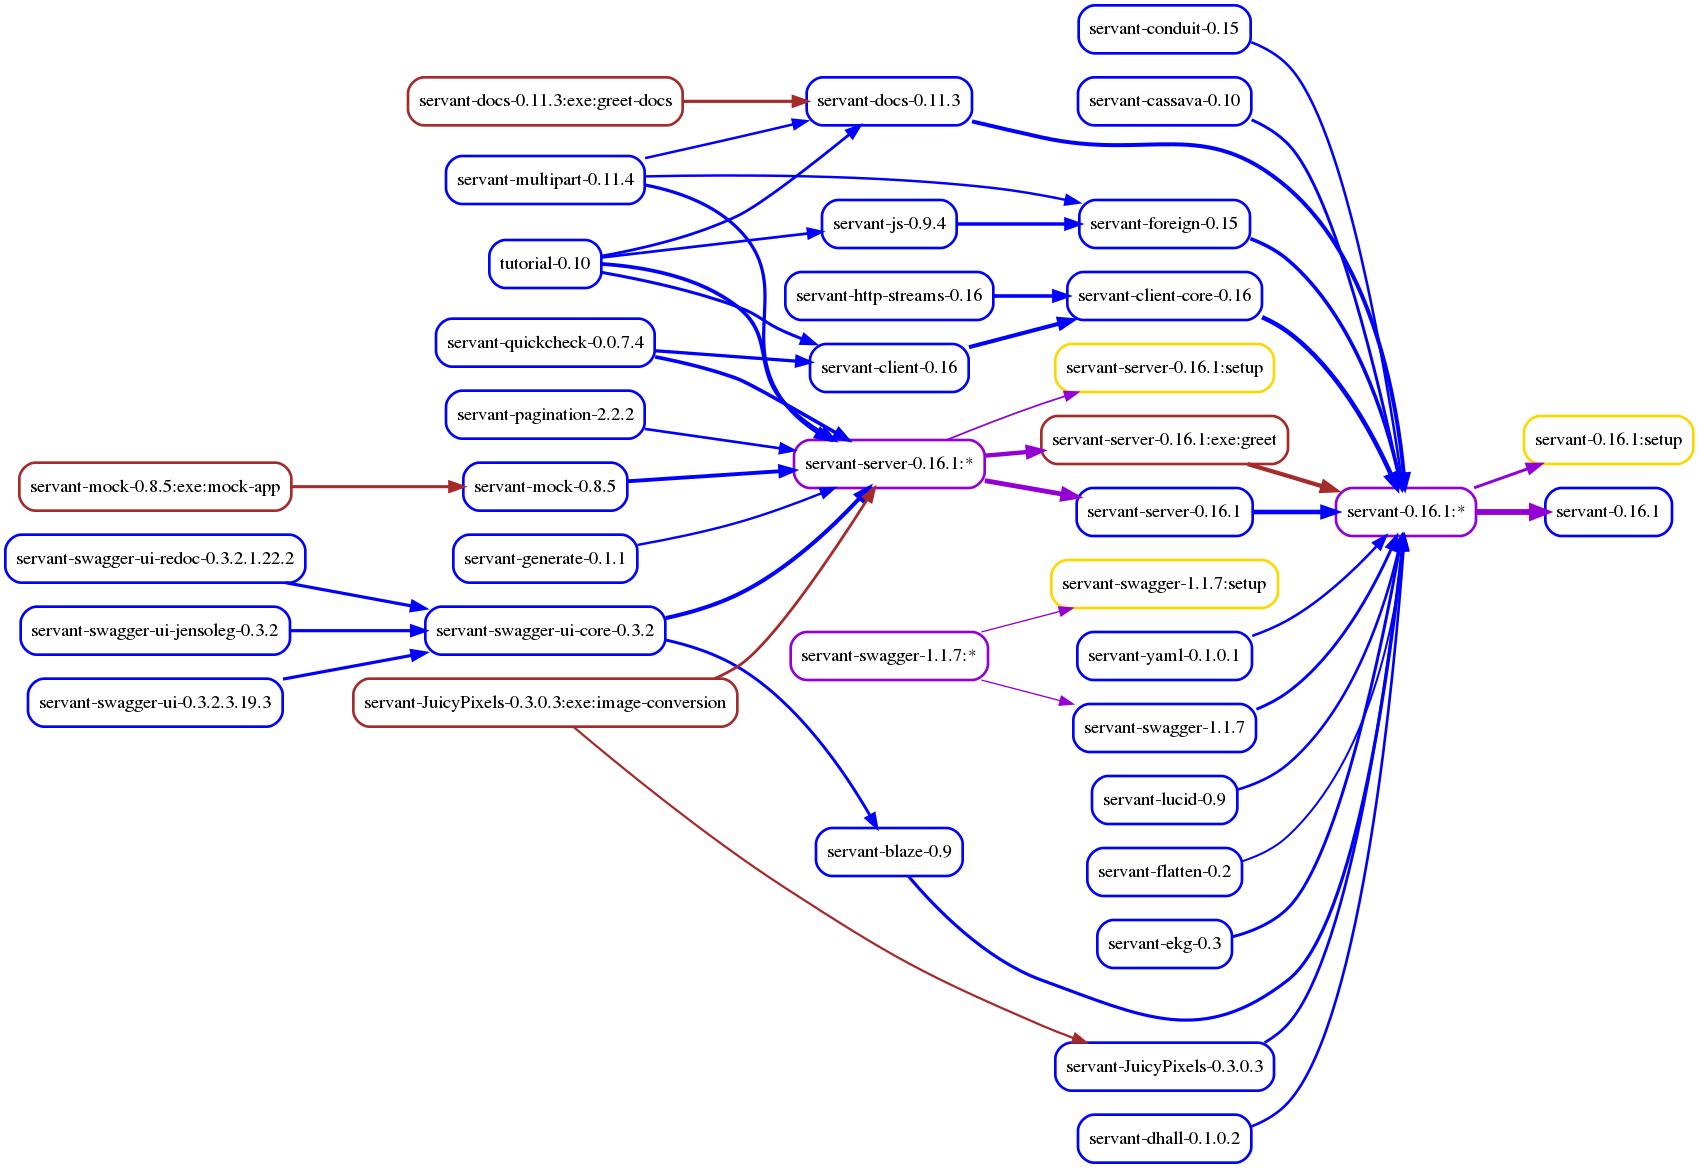 servant-conduit-0.15
servant-docs-0.11.3:exe:greet-docs
servant-docs-0.11.3
servant-cassava-0.10
servant-multipart-0.11.4
servant-js-0.9.4
servant-foreign-0.15
tutorial-0.10
servant-http-streams-0.16
servant-client-core-0.16
servant-quickcheck-0.0.7.4
servant-client-0.16
servant-server-0.16.1:setup
servant-pagination-2.2.2
servant-server-0.16.1:exe:greet
servant-0.16.1:setup
servant-server-0.16.1:*
servant-mock-0.8.5:exe:mock-app
servant-mock-0.8.5
servant-server-0.16.1
servant-0.16.1:*
servant-0.16.1
servant-swagger-ui-redoc-0.3.2.1.22.2
servant-generate-0.1.1
servant-swagger-1.1.7:setup
servant-swagger-ui-jensoleg-0.3.2
servant-swagger-ui-core-0.3.2
servant-swagger-1.1.7:*
servant-yaml-0.1.0.1
servant-swagger-ui-0.3.2.3.19.3
servant-JuicyPixels-0.3.0.3:exe:image-conversion
servant-swagger-1.1.7
servant-lucid-0.9
servant-blaze-0.9
servant-flatten-0.2
servant-ekg-0.3
servant-JuicyPixels-0.3.0.3
servant-dhall-0.1.0.2